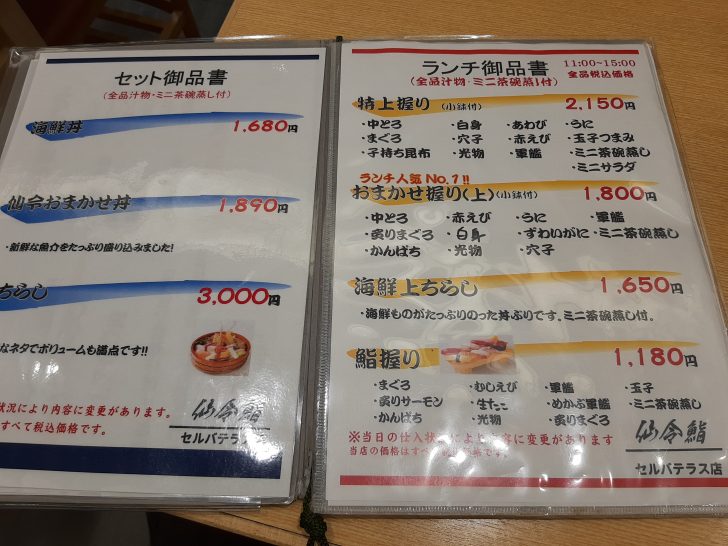 セット御品書
(全品汁物・ミニ茶碗蒸し付)
海鮮丼 1,680円
仙令おまかせ丼 1,890円
・新鮮な魚介をたっぷり盛り込みました!
ちらし 3,000円
なネタでボリュームも満点です!!
状況により内容に変更があります。
すべて税込価格です。
仙令鮨
セルバテラス店
ランチ御品書 11:00~15:00
(全品汁物・ミニ茶碗蒸し付) 全品税込価格
特上握り (小鉢付) 2,150円
・中とろ ・白身 ・あわび ・うに
・まぐろ ・穴子 ・赤えび ・玉子つまみ
・子持ち昆布 ・光物 ・軍艦 ・ミニ茶碗蒸し
・ミニサラダ
ランチ人気No.1!!
おまかせ握り(上)(小鉢付) 1,800円
・中とろ ・赤えび ・うに ・軍艦
・炙りまぐろ ・白身 ・ずわいがに ・ミニ茶碗蒸し
・かんぱち ・光物 ・穴子
海鮮上ちらし 1,650円
・海鮮ものがたっぷりのった丼ぶりです。ミニ茶碗蒸し付。
鮨握り 1,180円
・まぐろ ・むしえび ・軍艦 ・玉子
・炙りサーモン ・生たこ ・めかぶ軍艦 ・ミニ茶碗蒸し
・かんぱち ・光物 ・炙りまぐろ
※当日の仕入状況により内容に変更があります
当店の価格はすべて税込価格です。
仙令鮨
セルバテラス店